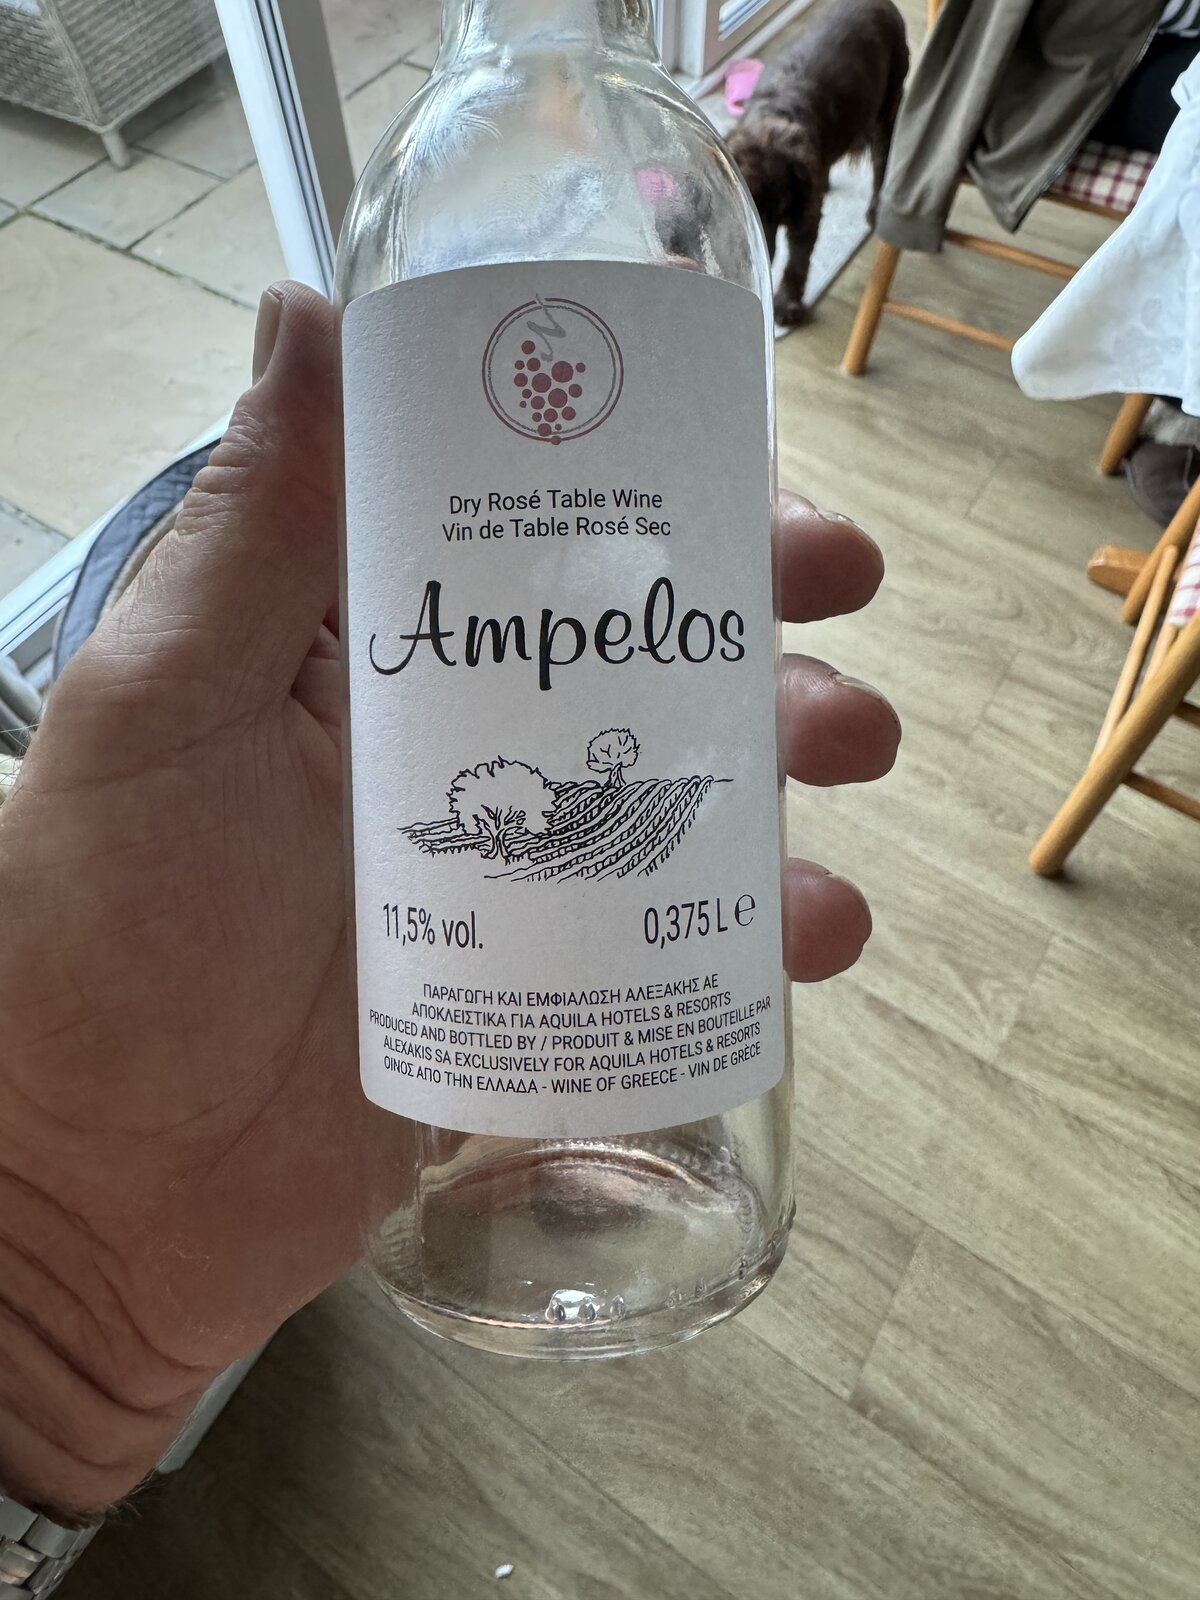 Dry Rosé Table Wine
Vin de Table Rosé Sec
Ampelos
11,5% vol.
0,375 L ℮
ΠΑΡΑΓΩΓΗ ΚΑΙ ΕΜΦΙΑΛΩΣΗ ΑΛΕΞΑΚΗΣ ΑΕ
ΑΠΟΚΛΕΙΣΤΙΚΑ ΓΙΑ AQUILA HOTELS & RESORTS
PRODUCED AND BOTTLED BY / PRODUIT & MISE EN BOUTEILLE PAR
ALEXAKIS SA EXCLUSIVELY FOR AQUILA HOTELS & RESORTS
ΟΙΝΟΣ ΑΠΟ ΤΗΝ ΕΛΛΑΔΑ - WINE OF GREECE - VIN DE GRÈCE